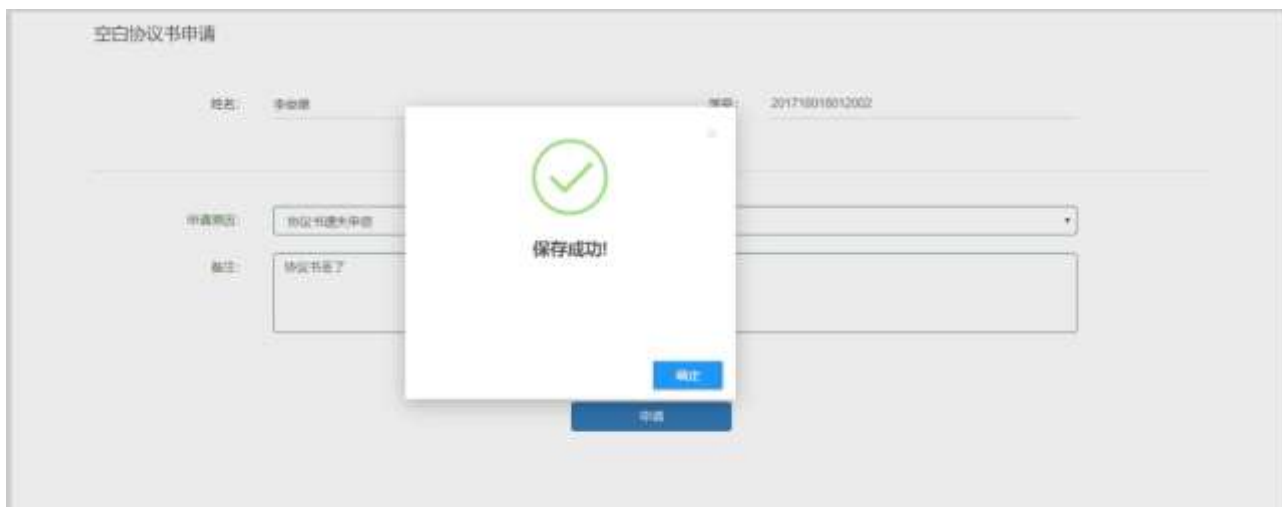 空白协议书申请
姓名:
学号: 201718018012002
申请原因: 协议书遗失申请
备注: 协议书丢了
保存成功!
确定
申请